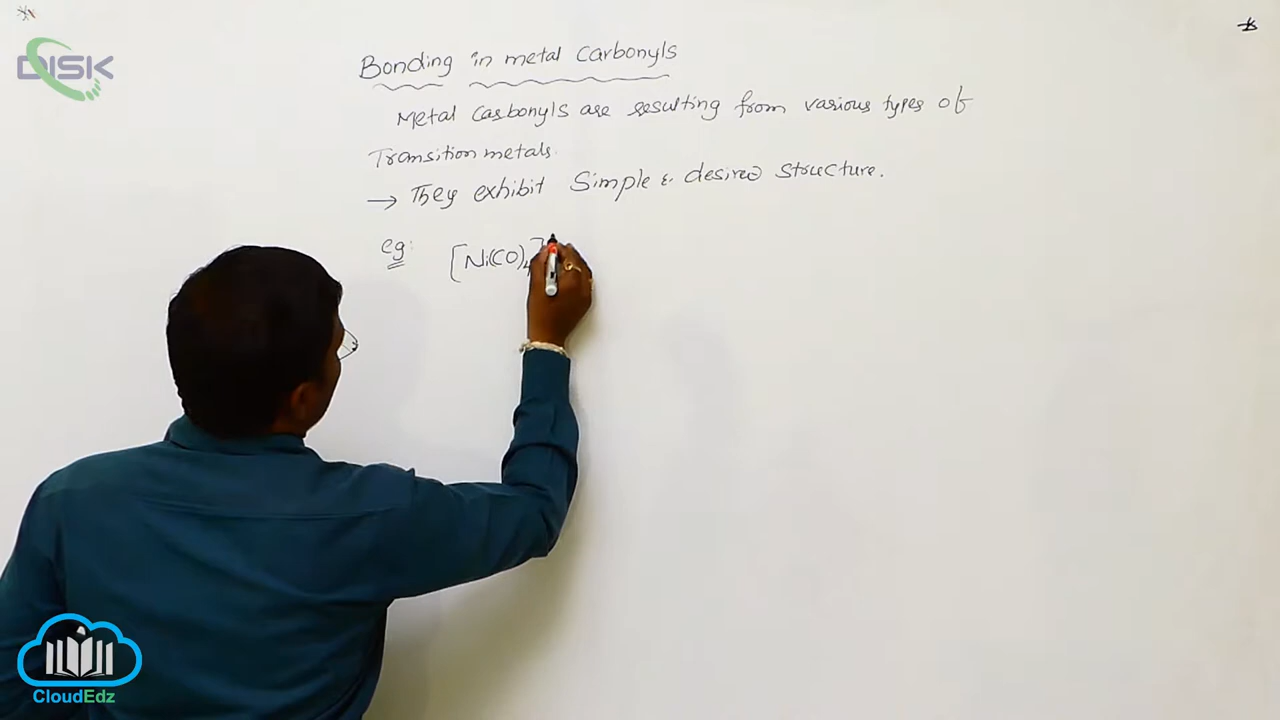 DISK
Bonding in metal Carbonyls
Metal Carbonyls are resulting from various types of
Transition metals.
→ They exhibit Simple & desired structure.
eg: [Ni(CO)4]
CloudEdz